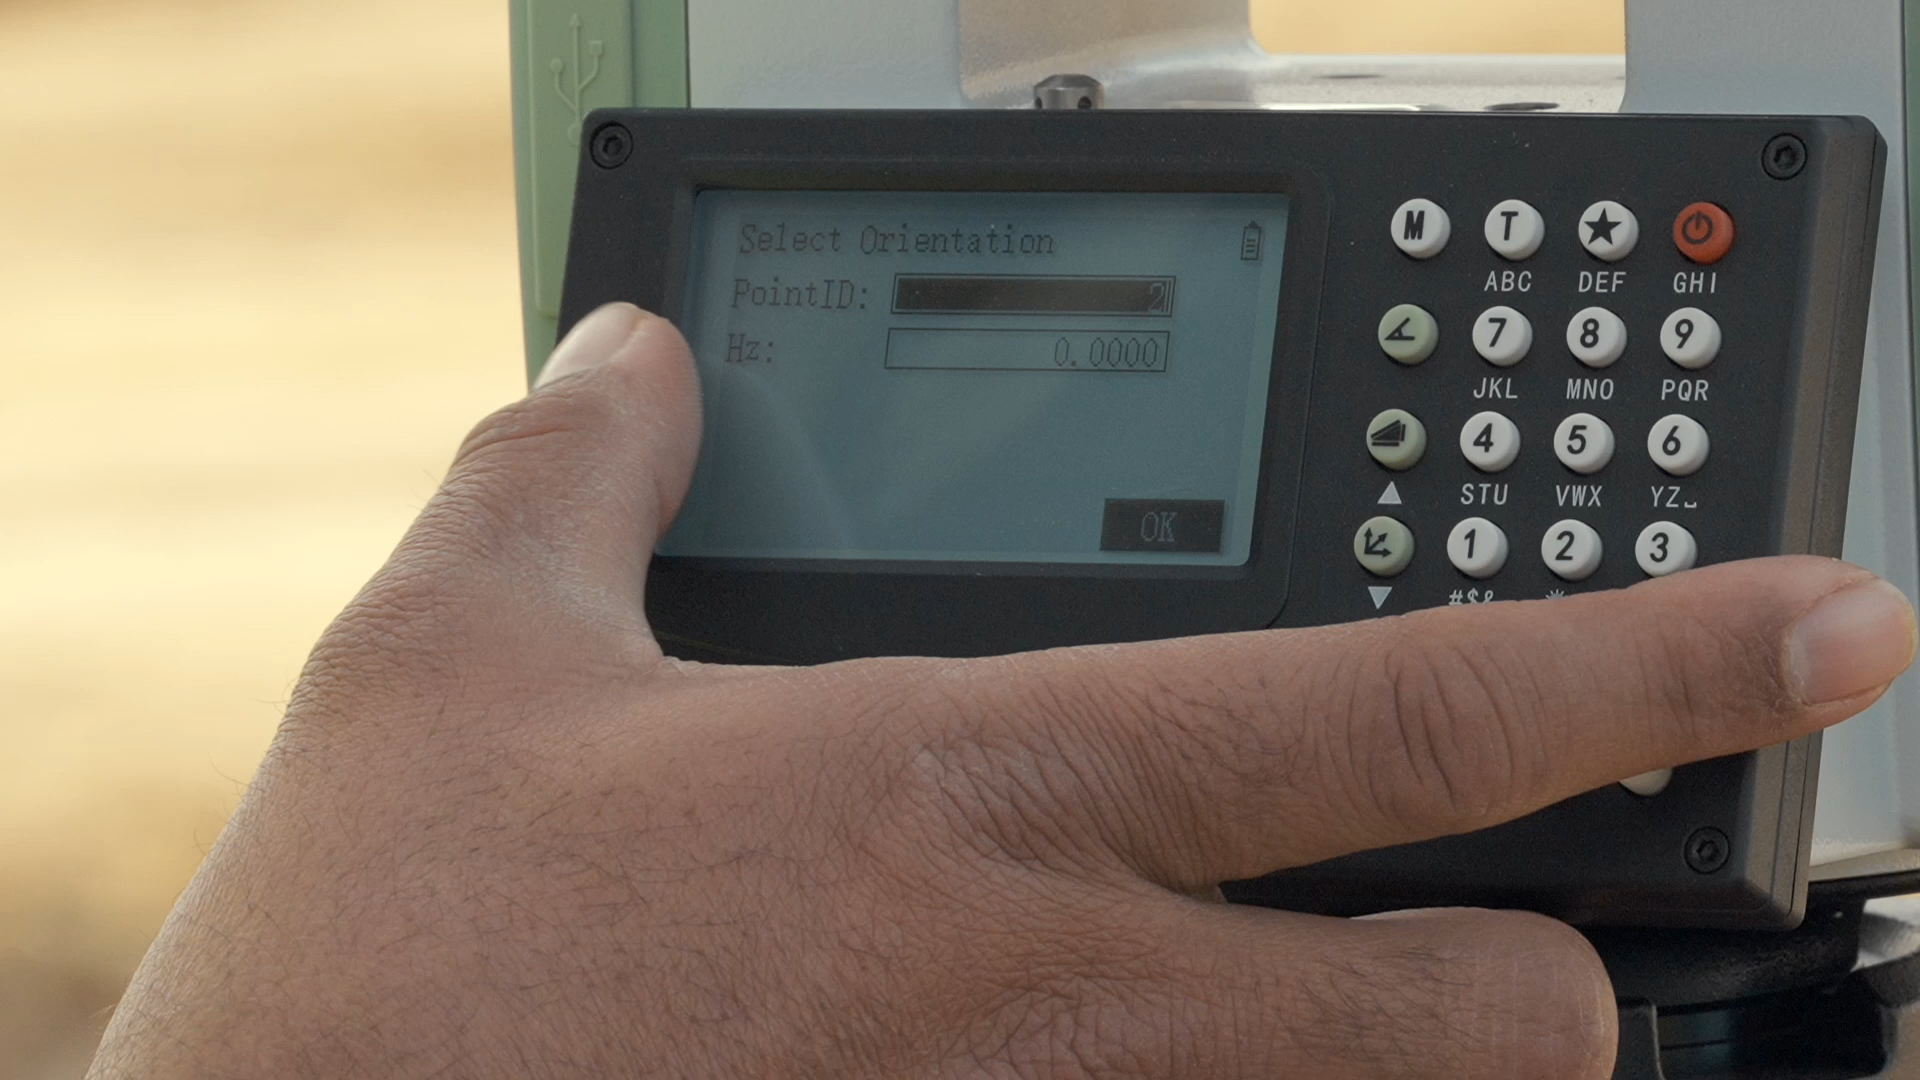 Select Orientation
PointID: 2
Hz: 0.0000
OK
M T ★
ABC DEF GHI
7 8 9
JKL MNO PQR
4 5 6
STU VWX YZ␣
1 2 3
#$&